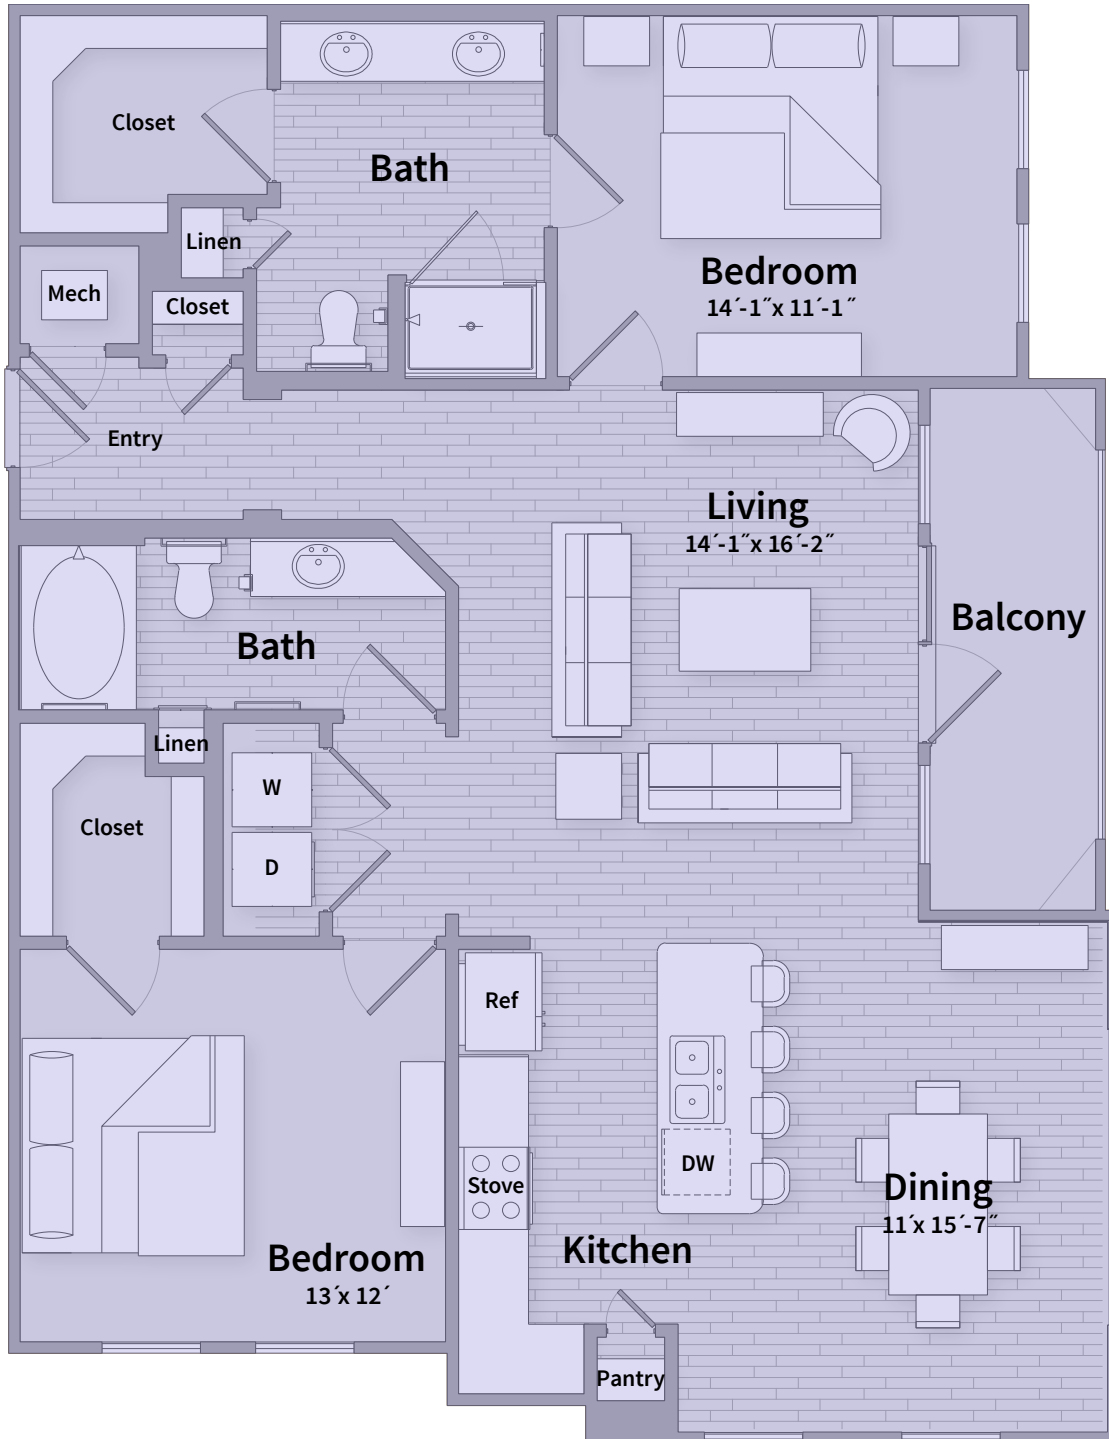 Closet
Bath
Linen
Bedroom
14´-1˝x 11´-1˝
Mech
Closet
Entry
Living
14´-1˝x 16´-2˝
Balcony
Bath
Linen
W
Closet
D
Ref
DW
Stove
Dining
11´x 15´-7˝
Kitchen
Bedroom
13´x 12´
Pantry